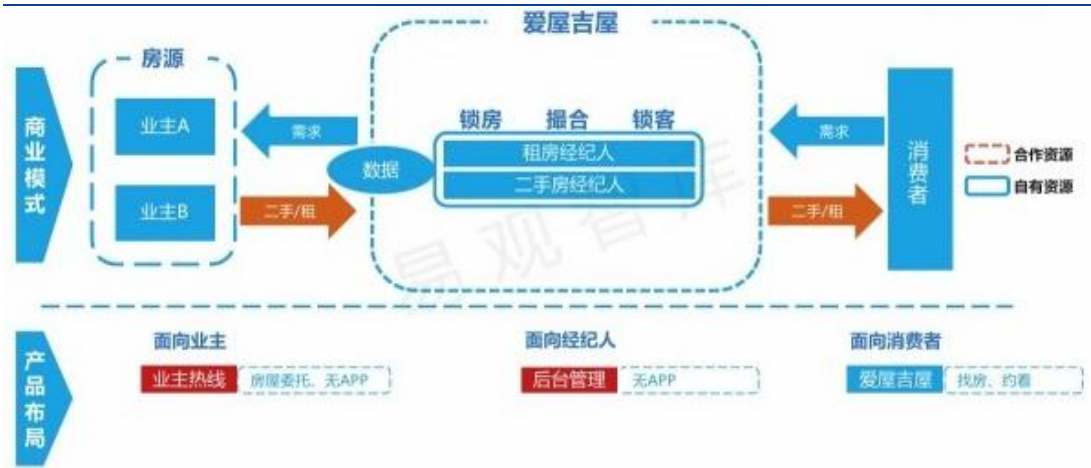 爱屋吉屋
商业模式
房源
业主A
业主B
需求
二手/租
数据
锁房 撮合 锁客
租房经纪人
二手房经纪人
需求
二手/租
消费者
合作资源
自有资源
易观智库
产品布局
面向业主
业主热线 房屋委托、无APP
面向经纪人
后台管理 无APP
面向消费者
爱屋吉屋 找房、约看